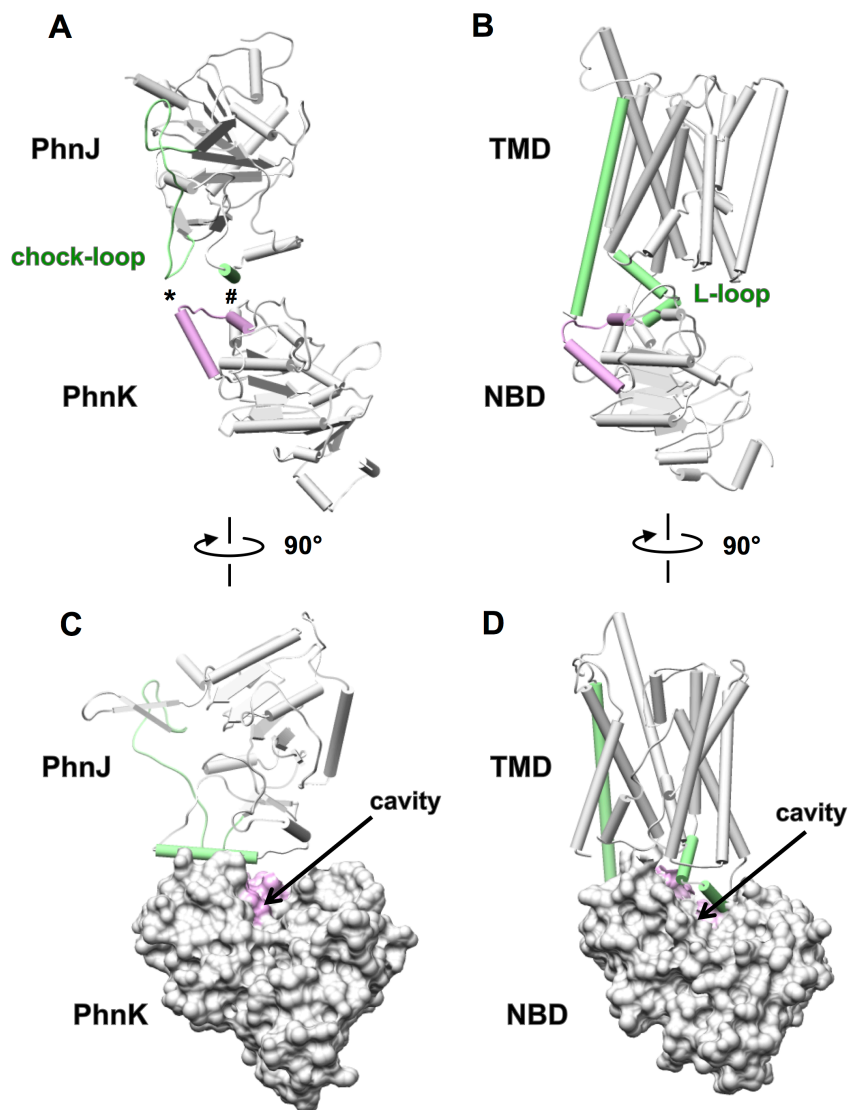 A
B
PhnJ
TMD
chock-loop
* #
L-loop
PhnK
NBD
90°
90°
C
D
PhnJ
TMD
cavity
cavity
PhnK
NBD